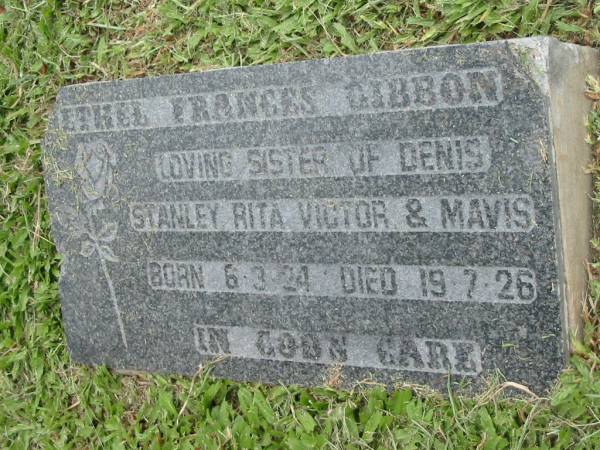 ETHEL FRANCES GIBBON
LOVING SISTER OF DENIS
STANLEY RITA VICTOR & MAVIS
BORN 6·3·24 DIED 19·7·26
IN GODS CARE